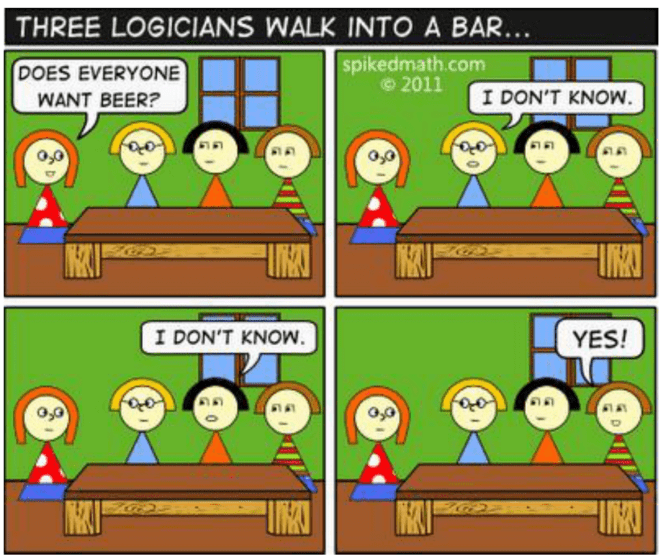 THREE LOGICIANS WALK INTO A BAR...
DOES EVERYONE
WANT BEER?
spikedmath.com
© 2011
I DON'T KNOW.
I DON'T KNOW.
YES!